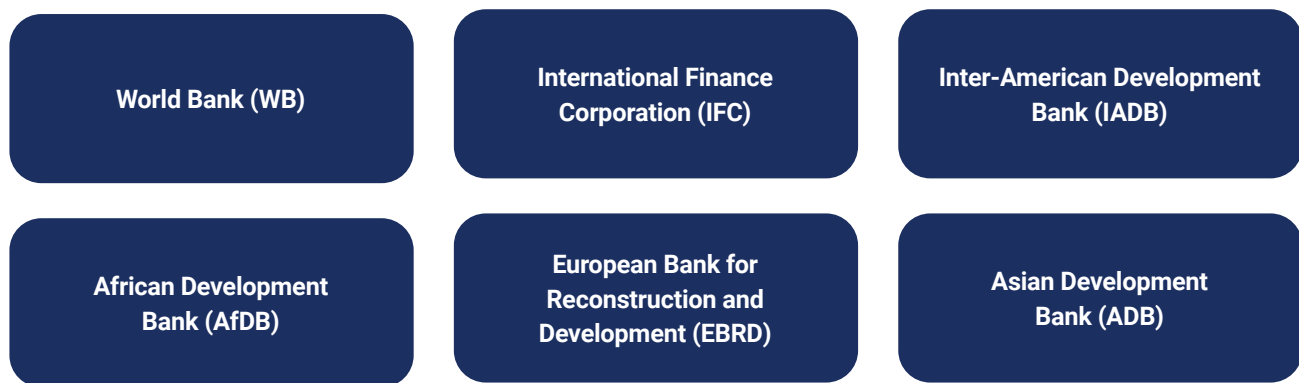 World Bank (WB)
International Finance
Corporation (IFC)
Inter-American Development
Bank (IADB)
African Development
Bank (AfDB)
European Bank for
Reconstruction and
Development (EBRD)
Asian Development
Bank (ADB)